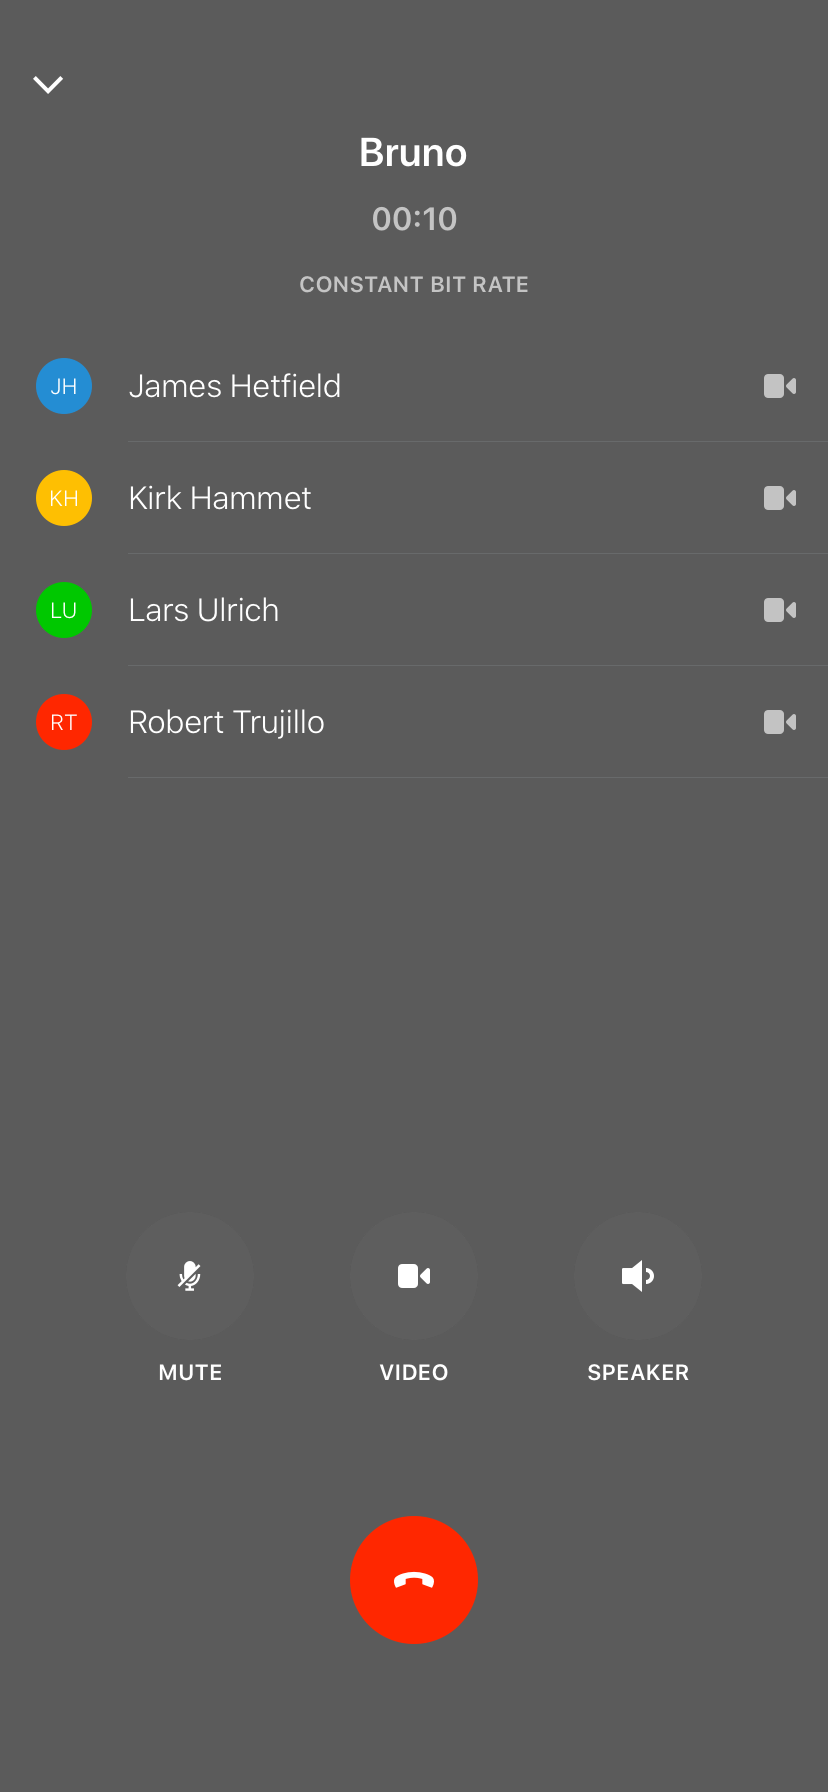 Bruno
00:10
CONSTANT BIT RATE
JH James Hetfield
KH Kirk Hammet
LU Lars Ulrich
RT Robert Trujillo
MUTE VIDEO SPEAKER